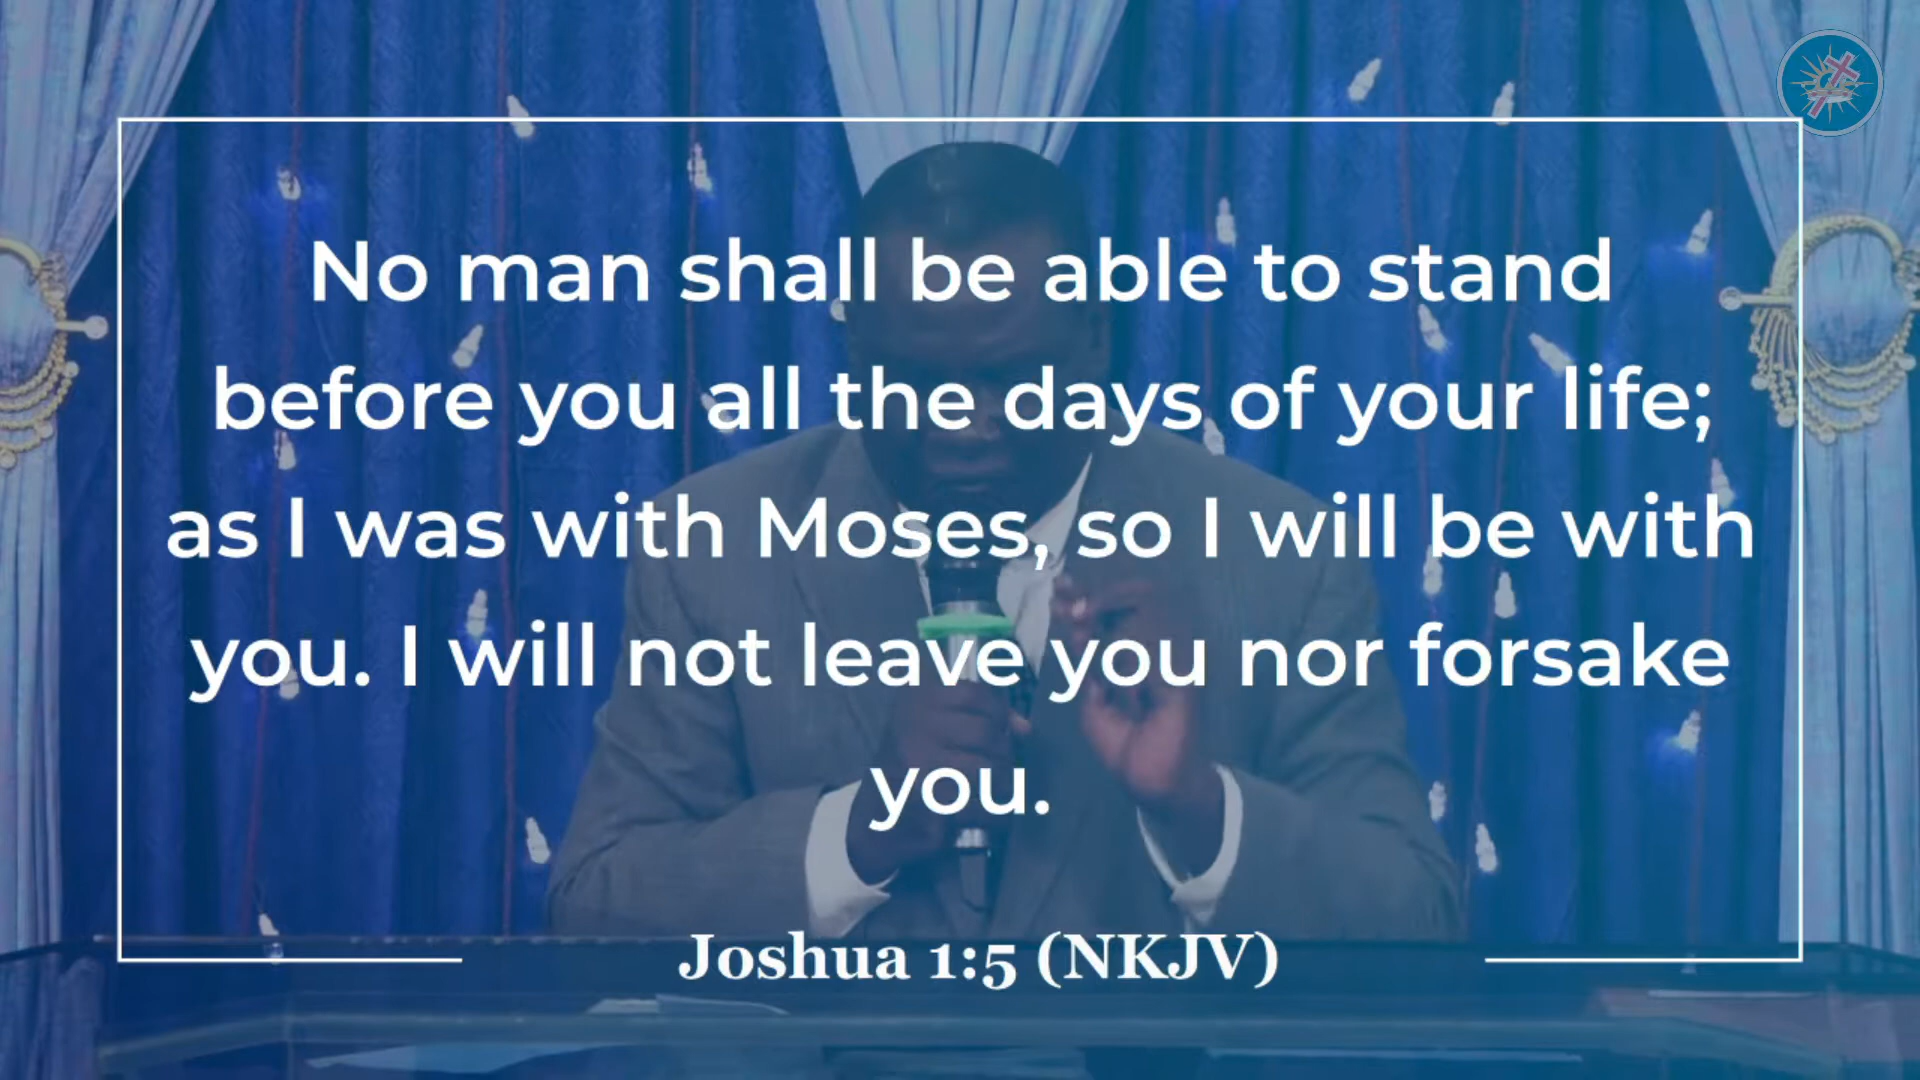 No man shall be able to stand
before you all the days of your life;
as I was with Moses, so I will be with
you. I will not leave you nor forsake
you.
Joshua 1:5 (NKJV)